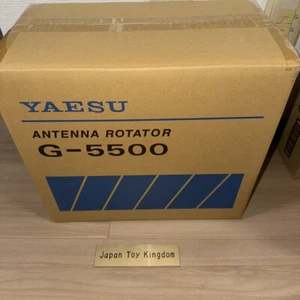 YAESU
ANTENNA ROTATOR
G-5500
Japan Toy Kingdom